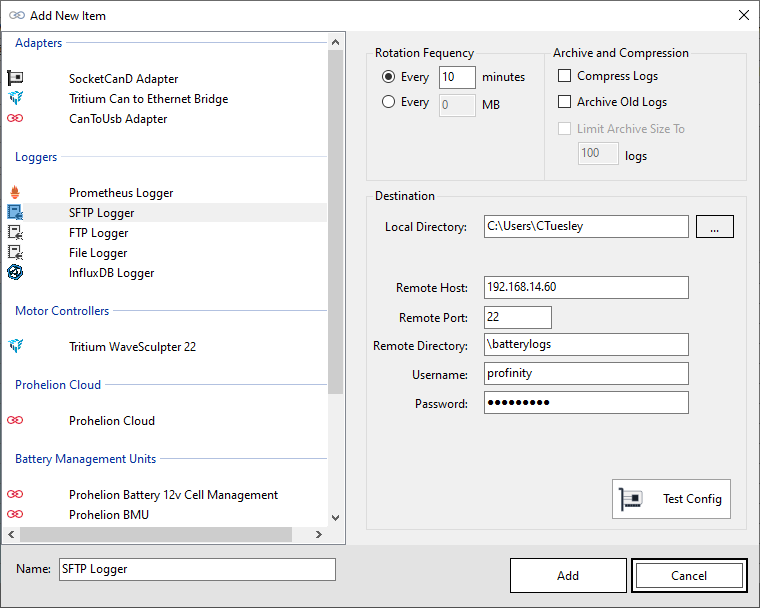 Add New Item
Adapters
SocketCanD Adapter
Tritium Can to Ethernet Bridge
CanToUsb Adapter
Loggers
Prometheus Logger
SFTP Logger
FTP Logger
File Logger
InfluxDB Logger
Motor Controllers
Tritium WaveSculpter 22
Prohelion Cloud
Prohelion Cloud
Battery Management Units
Prohelion Battery 12v Cell Management
Prohelion BMU
Rotation Fequency
Every 10 minutes
Every 0 MB
Archive and Compression
Compress Logs
Archive Old Logs
Limit Archive Size To
100 logs
Destination
Local Directory: C:\Users\CTuesley ...
Remote Host: 192.168.14.60
Remote Port: 22
Remote Directory: \batterylogs
Username: profinity
Password: ●●●●●●●●●
Test Config
Name: SFTP Logger
Add
Cancel